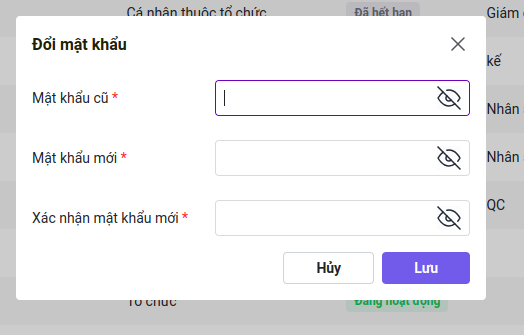 Cá nhân thuộc tổ chức
Đã hết hạn
Giám
Đổi mật khẩu
kế
Mật khẩu cũ *
Nhân
Mật khẩu mới *
Nhân
QC
Xác nhận mật khẩu mới *
Hủy
Lưu
Tổ chức
Đang hoạt động